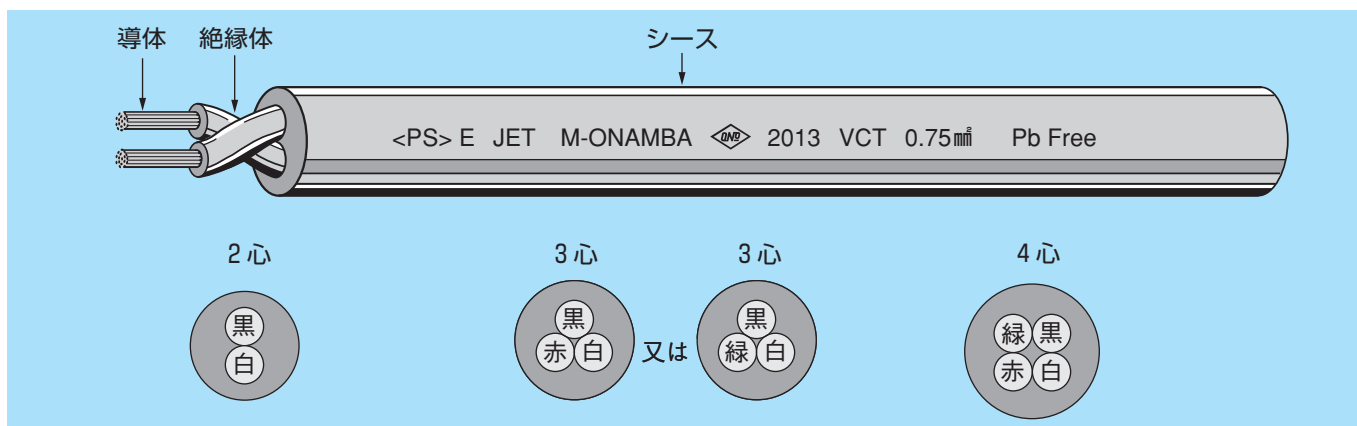 導体 絶縁体 シース
<PS> E JET M-ONAMBA ONB 2013 VCT 0.75㎟ Pb Free
2心 3心 3心 4心
黒 黒 黒 緑 黒
白 赤 白 又は 緑 白 赤 白